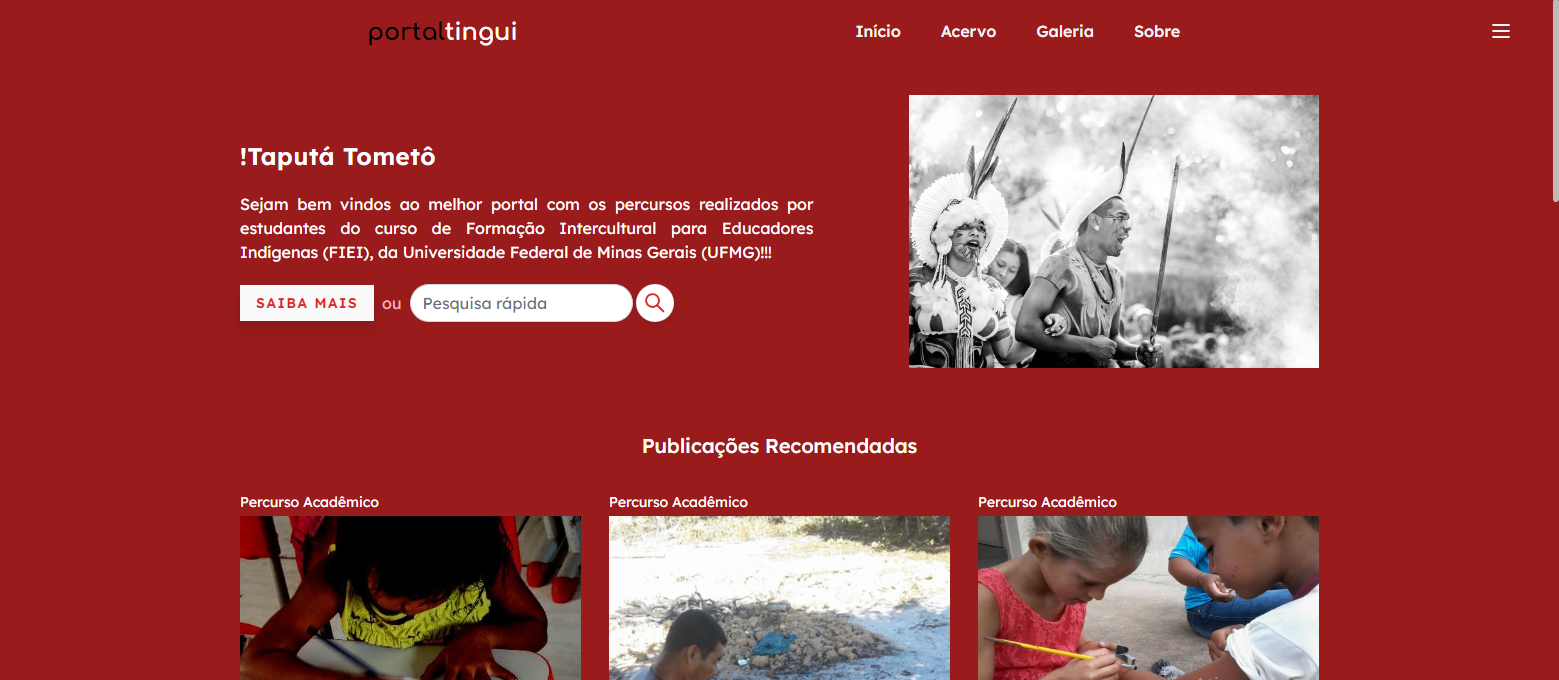 portaltingui
Início Acervo Galeria Sobre
!Taputá Tometô
Sejam bem vindos ao melhor portal com os percursos realizados por
estudantes do curso de Formação Intercultural para Educadores
Indígenas (FIEI), da Universidade Federal de Minas Gerais (UFMG)!!!
SAIBA MAIS ou Pesquisa rápida
Publicações Recomendadas
Percurso Acadêmico Percurso Acadêmico Percurso Acadêmico